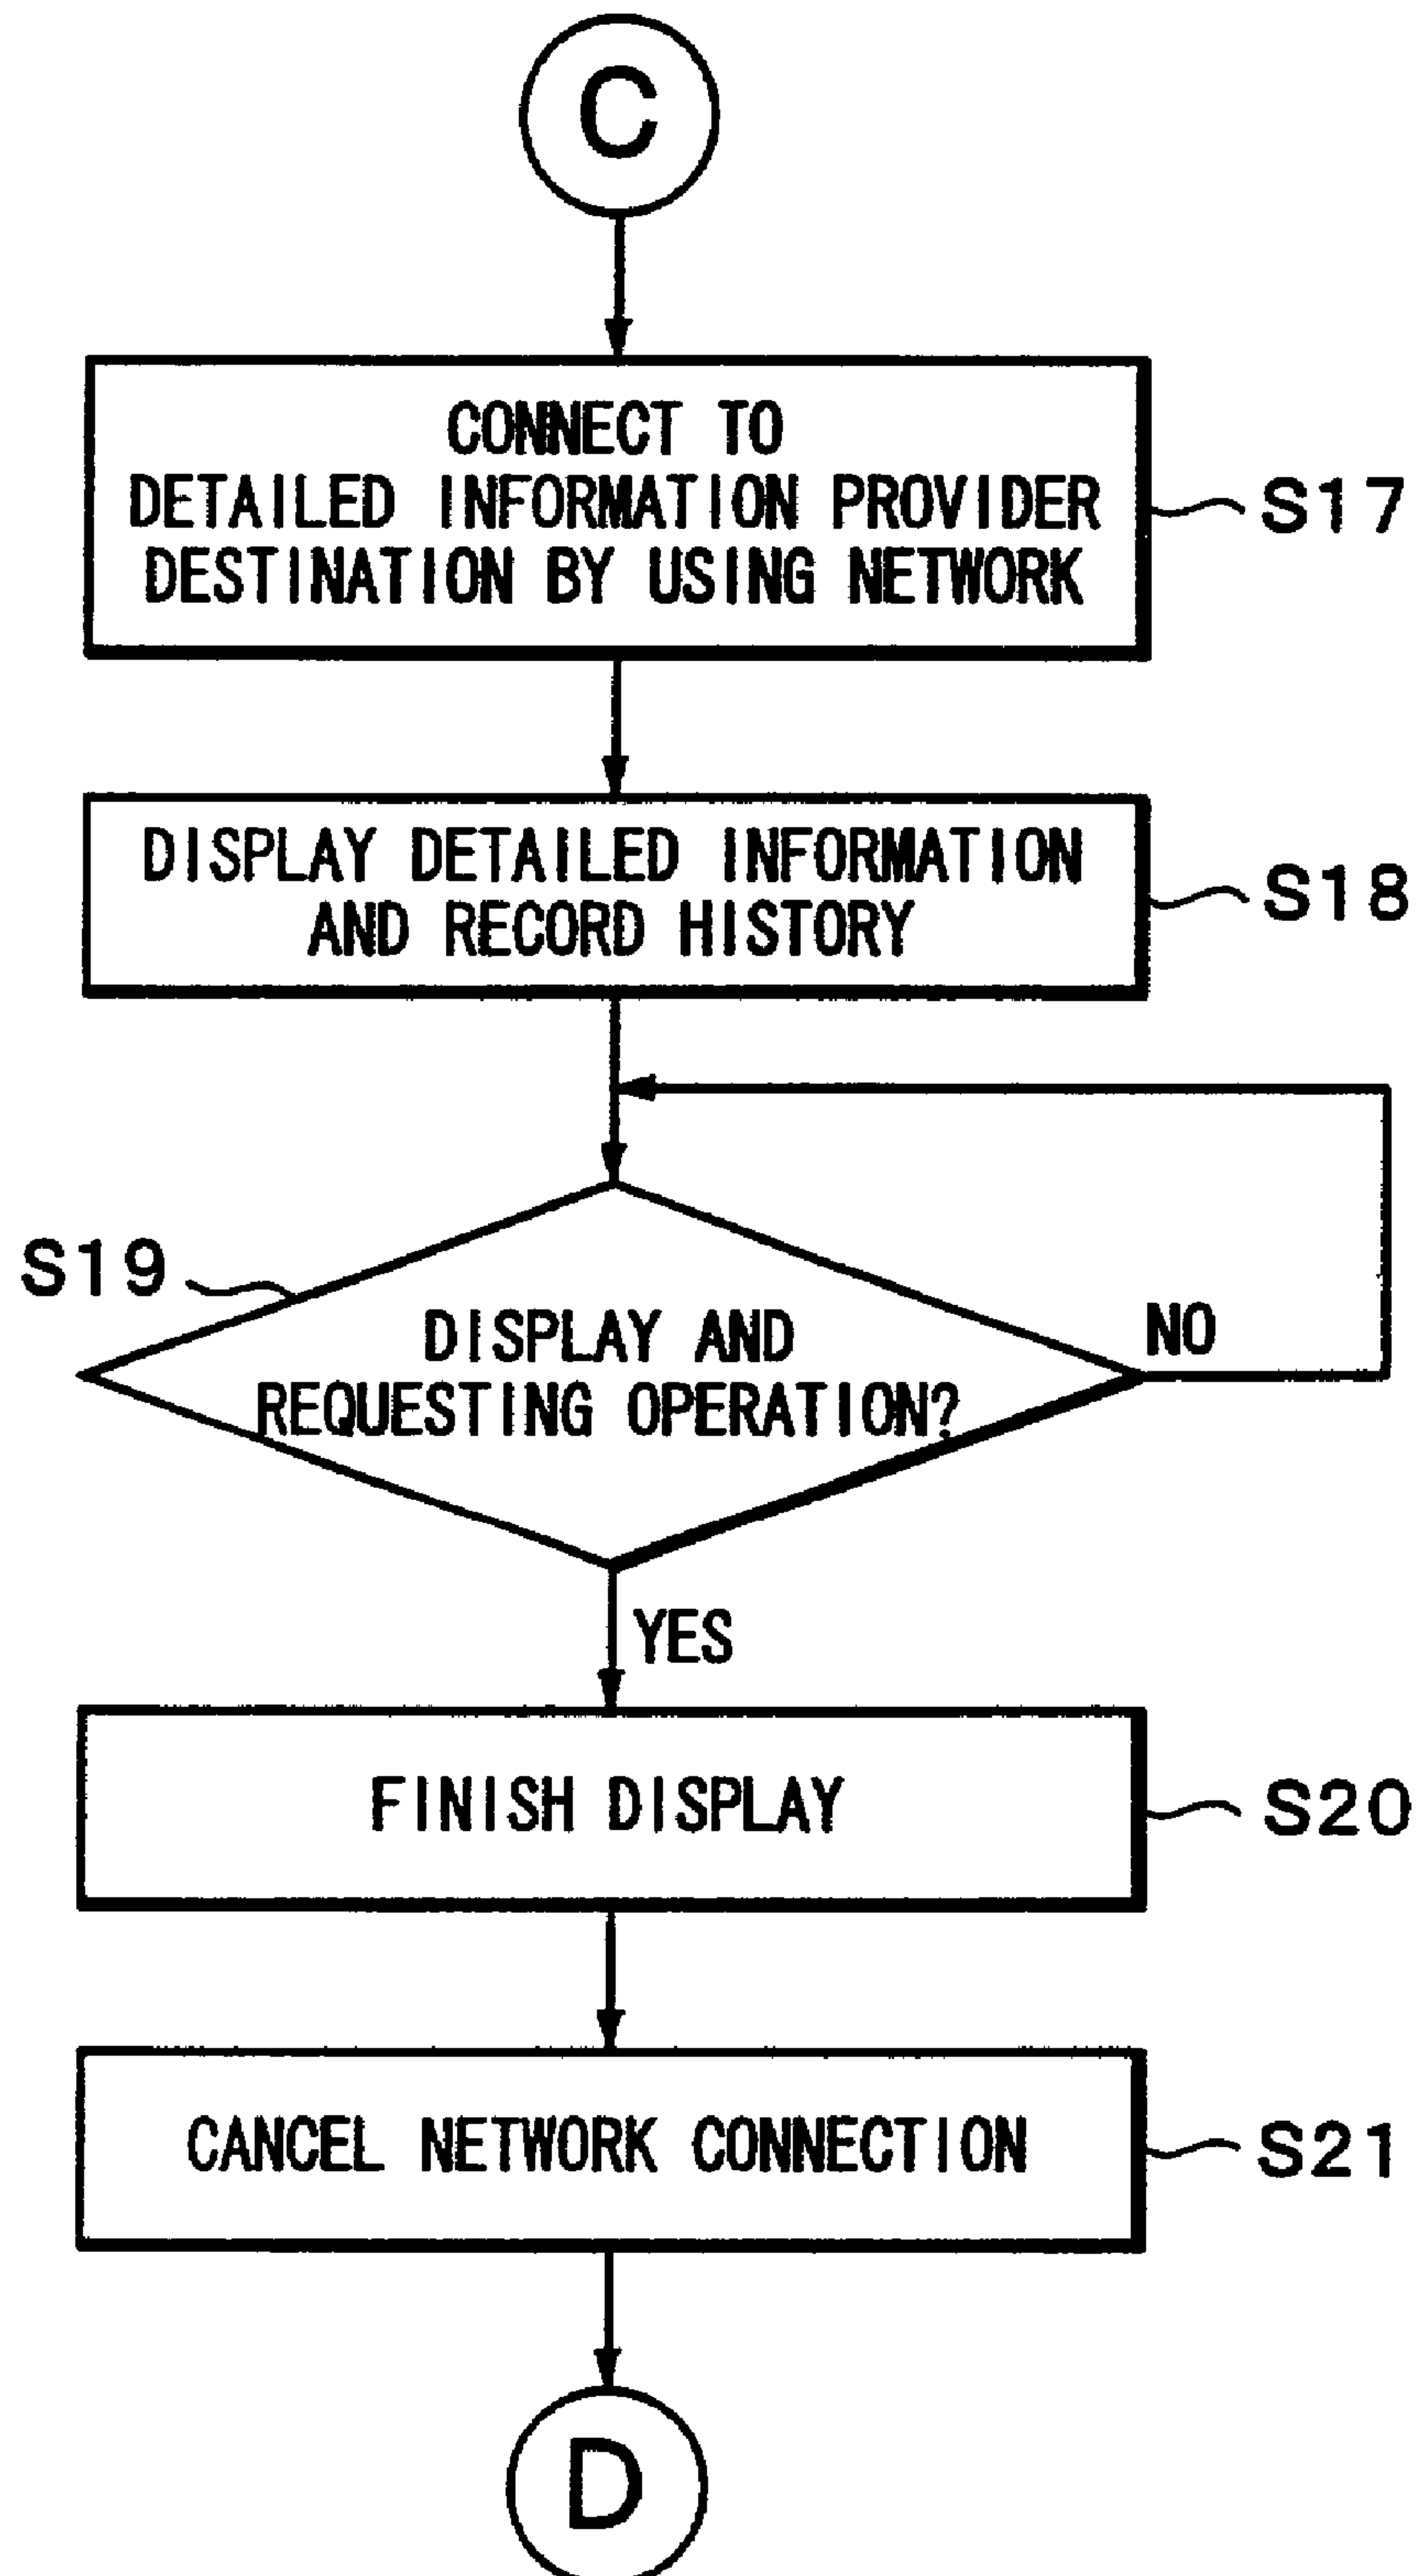 C
CONNECT TO
DETAILED INFORMATION PROVIDER
DESTINATION BY USING NETWORK
S17
DISPLAY DETAILED INFORMATION
AND RECORD HISTORY
S18
S19
DISPLAY AND
REQUESTING OPERATION?
NO
YES
FINISH DISPLAY
S20
CANCEL NETWORK CONNECTION
S21
D